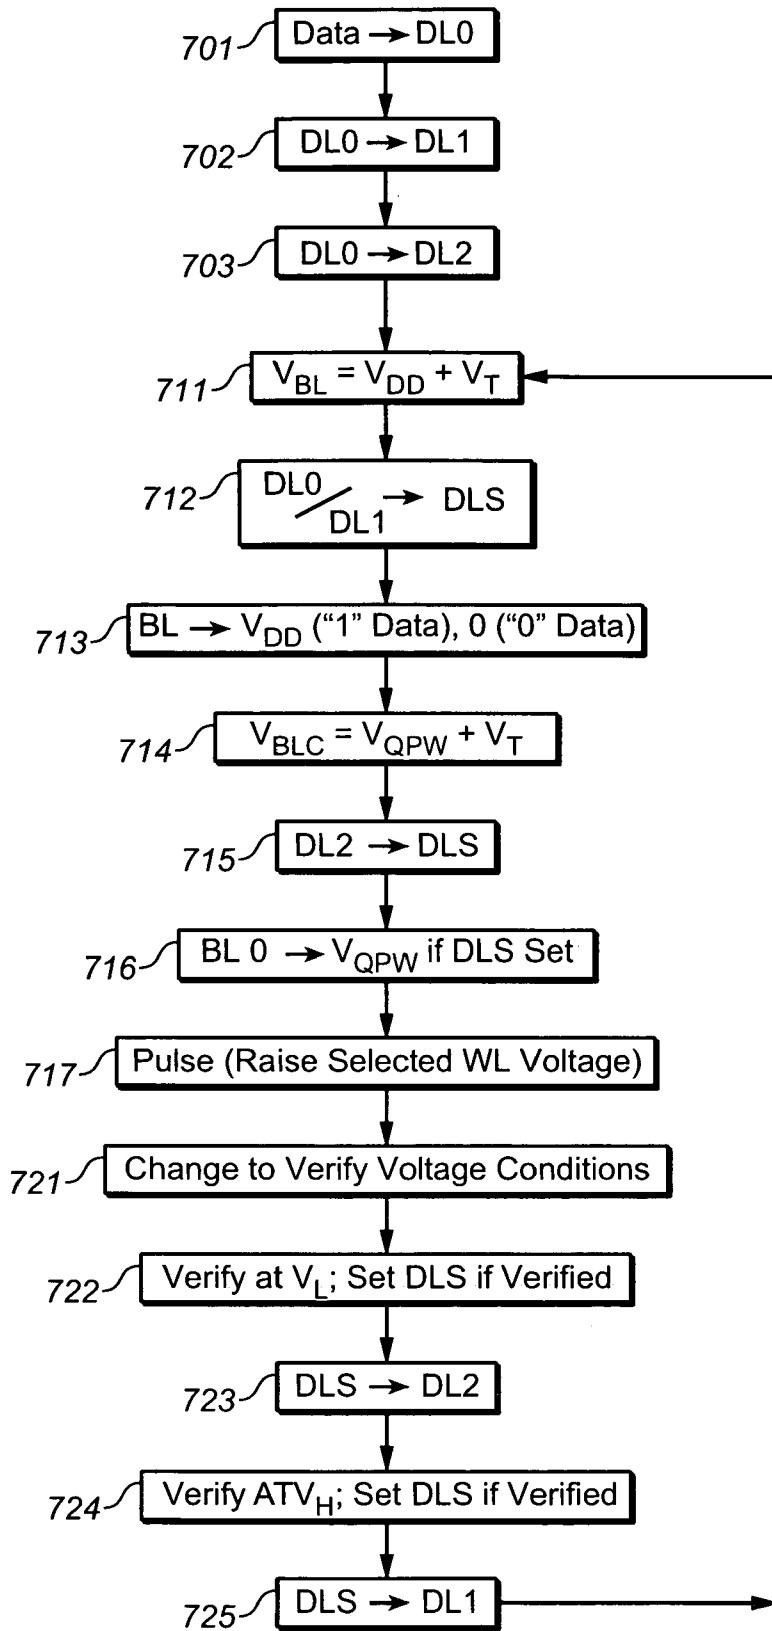 701 Data → DL0
702 DL0 → DL1
703 DL0 → DL2
711 V_BL = V_DD + V_T
712 DL0/DL1 → DLS
713 BL → V_DD (“1” Data), 0 (“0” Data)
714 V_BLC = V_QPW + V_T
715 DL2 → DLS
716 BL 0 → V_QPW if DLS Set
717 Pulse (Raise Selected WL Voltage)
721 Change to Verify Voltage Conditions
722 Verify at V_L; Set DLS if Verified
723 DLS → DL2
724 Verify ATV_H; Set DLS if Verified
725 DLS → DL1